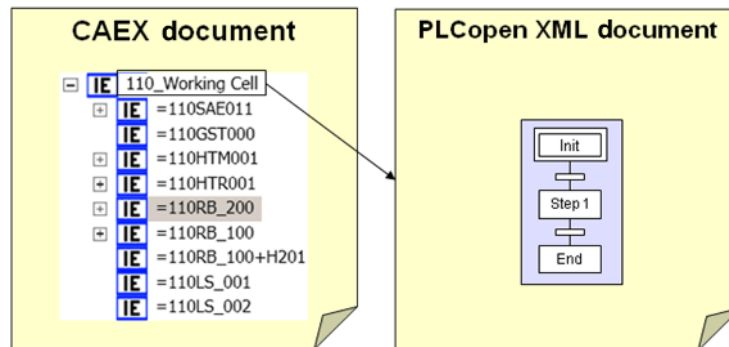 CAEX document
IE 110_Working Cell
IE =110SAE011
IE =110GST000
IE =110HTM001
IE =110HTR001
IE =110RB_200
IE =110RB_100
IE =110RB_100+H201
IE =110LS_001
IE =110LS_002
PLCopen XML document
Init
Step 1
End